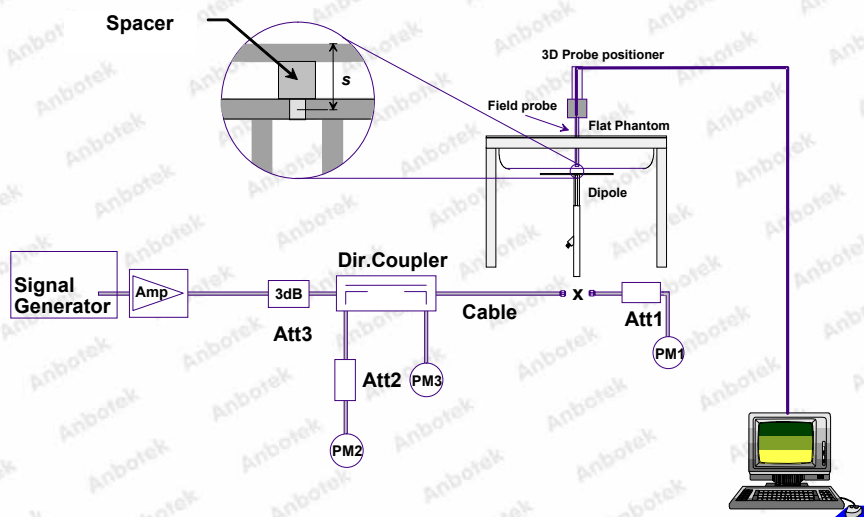 Spacer
s
3D Probe positioner
Field probe
Flat Phantom
Dipole
Dir.Coupler
Signal
Generator
Amp
3dB
Att3
Cable
x
Att1
PM1
Att2
PM3
PM2
Anbotek